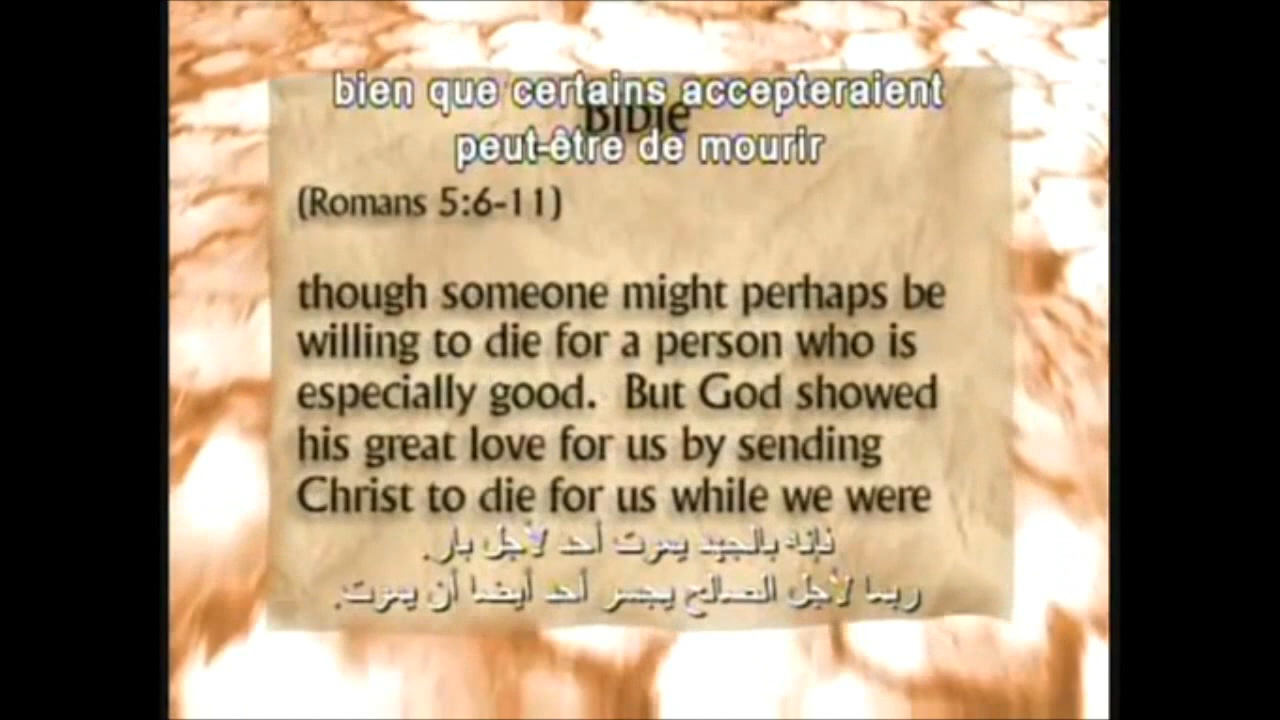 bien que certains accepteraient
Bible
peut-être de mourir
(Romans 5:6-11)
though someone might perhaps be
willing to die for a person who is
especially good. But God showed
his great love for us by sending
Christ to die for us while we were
فإنه بالجهد يموت أحد لأجل بار.
ربما لأجل الصالح يجسر أحد أيضا أن يموت.